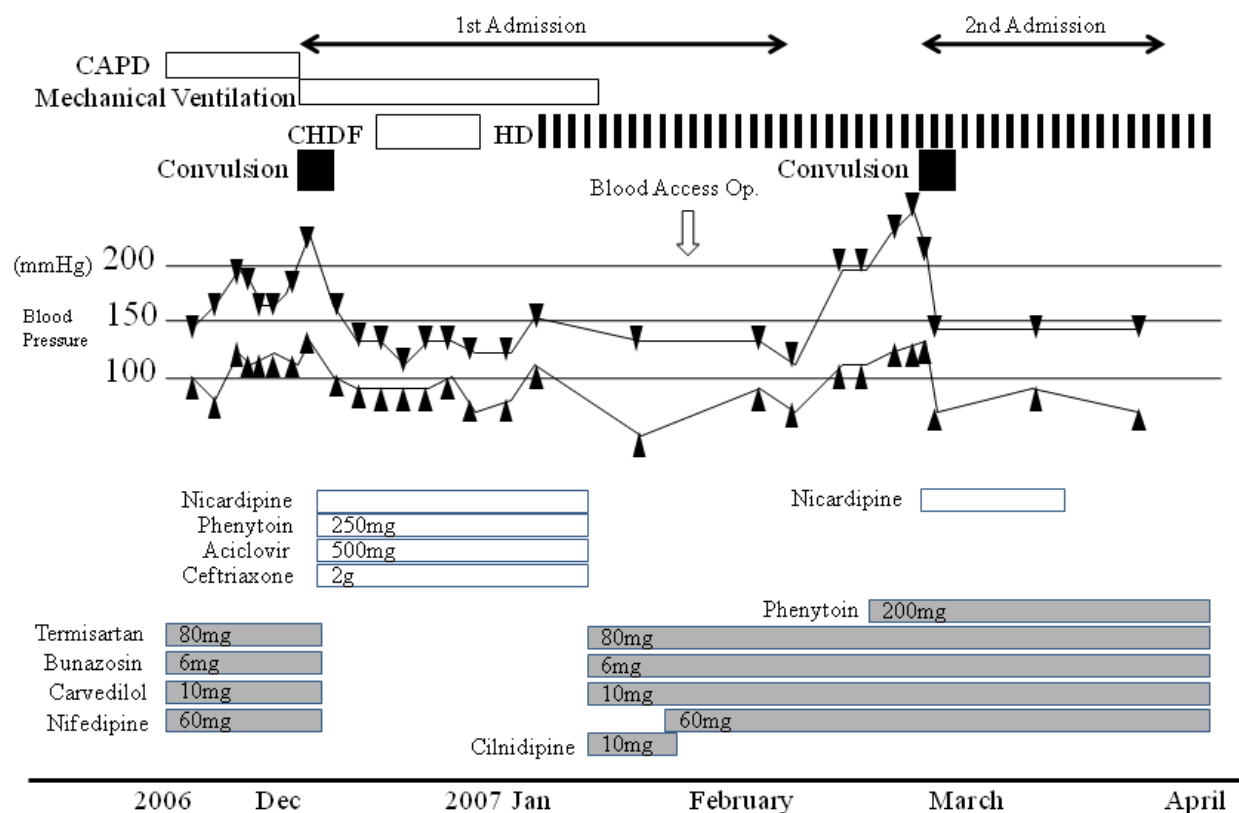 1st Admission
2nd Admission
CAPD
Mechanical Ventilation
CHDF
HD
Convulsion
Convulsion
Blood Access Op.
(mmHg)
200
150
100
Blood
Pressure
Nicardipine
Nicardipine
Phenytoin 250mg
Aciclovir 500mg
Ceftriaxone 2g
Phenytoin 200mg
Termisartan 80mg 80mg
Bunazosin 6mg 6mg
Carvedilol 10mg 10mg
Nifedipine 60mg 60mg
Cilnidipine 10mg
2006 Dec 2007 Jan February March April